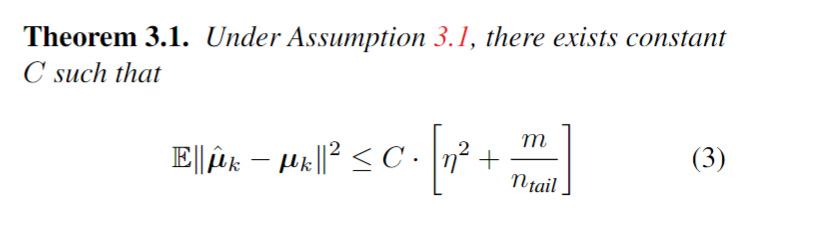 Theorem 3.1. Under Assumption 3.1, there exists constant
C such that
𝔼‖μ̂ₖ − μₖ‖² ≤ C · [η² + m/n_tail] (3)